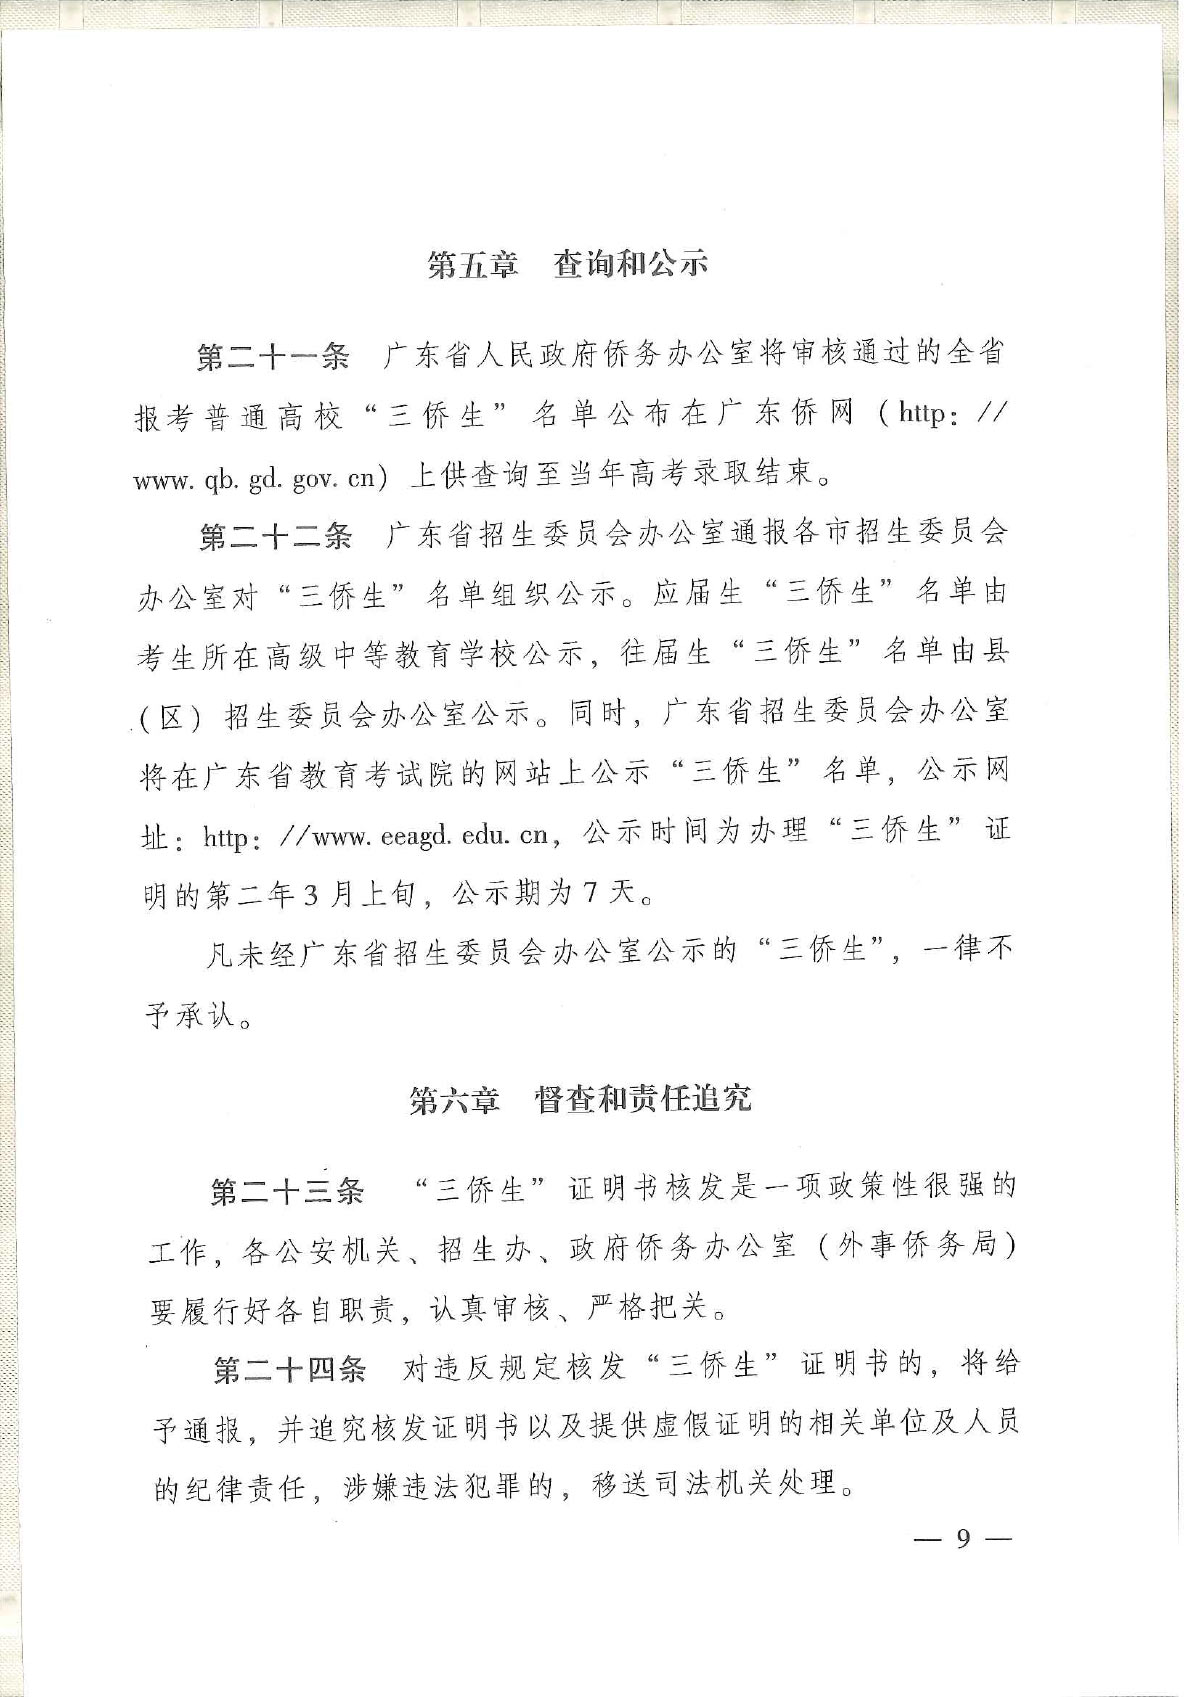 第五章　查询和公示
第二十一条　广东省人民政府侨务办公室将审核通过的全省
报考普通高校“三侨生”名单公布在广东侨网（http：//
www. qb. gd. gov. cn）上供查询至当年高考录取结束。
第二十二条　广东省招生委员会办公室通报各市招生委员会
办公室对“三侨生”名单组织公示。应届生“三侨生”名单由
考生所在高级中等教育学校公示，往届生“三侨生”名单由县
（区）招生委员会办公室公示。同时，广东省招生委员会办公室
将在广东省教育考试院的网站上公示“三侨生”名单，公示网
址：http：//www. eeagd. edu. cn，公示时间为办理“三侨生”证
明的第二年3月上旬，公示期为7天。
凡未经广东省招生委员会办公室公示的“三侨生”，一律不
予承认。
第六章　督查和责任追究
第二十三条　“三侨生”证明书核发是一项政策性很强的
工作，各公安机关、招生办、政府侨务办公室（外事侨务局）
要履行好各自职责，认真审核、严格把关。
第二十四条　对违反规定核发“三侨生”证明书的，将给
予通报，并追究核发证明书以及提供虚假证明的相关单位及人员
的纪律责任，涉嫌违法犯罪的，移送司法机关处理。
— 9 —